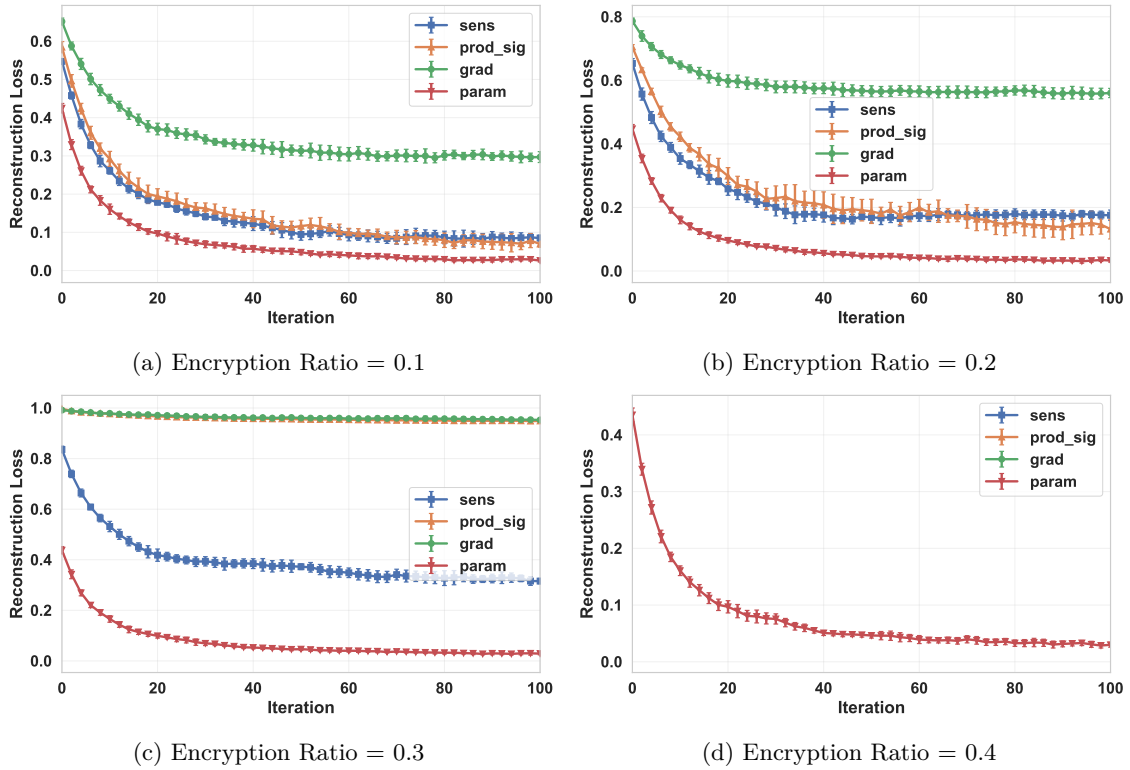 0.6
0.5
0.4
0.3
0.2
0.1
0.0
Reconstruction Loss
sens
prod_sig
grad
param
0 20 40 60 80 100
Iteration
(a) Encryption Ratio = 0.1
0.8
0.6
0.4
0.2
0.0
Reconstruction Loss
sens
prod_sig
grad
param
0 20 40 60 80 100
Iteration
(b) Encryption Ratio = 0.2
1.0
0.8
0.6
0.4
0.2
0.0
Reconstruction Loss
sens
prod_sig
grad
param
0 20 40 60 80 100
Iteration
(c) Encryption Ratio = 0.3
0.4
0.3
0.2
0.1
0.0
Reconstruction Loss
sens
prod_sig
grad
param
0 20 40 60 80 100
Iteration
(d) Encryption Ratio = 0.4